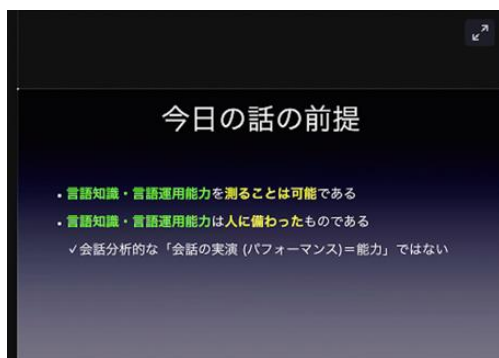 今日の話の前提
• 言語知識・言語運用能力を測ることは可能である
• 言語知識・言語運用能力は人に備わったものである
✓会話分析的な「会話の実演 (パフォーマンス)＝能力」ではない